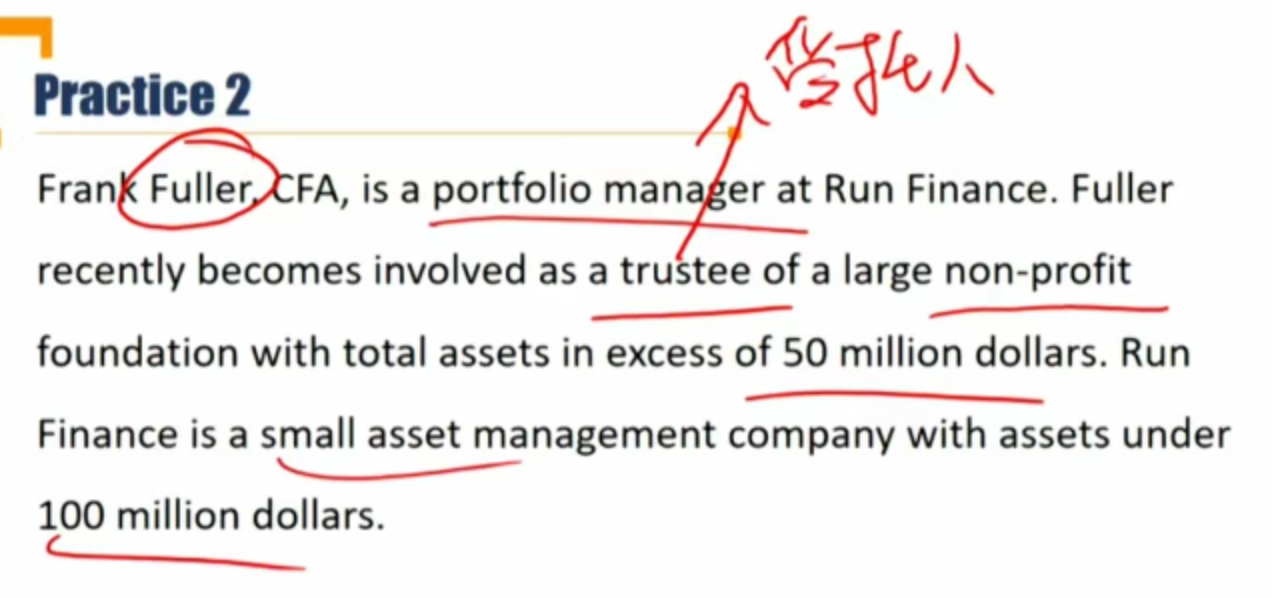 Practice 2
受托人
Frank Fuller, CFA, is a portfolio manager at Run Finance. Fuller
recently becomes involved as a trustee of a large non-profit
foundation with total assets in excess of 50 million dollars. Run
Finance is a small asset management company with assets under
100 million dollars.